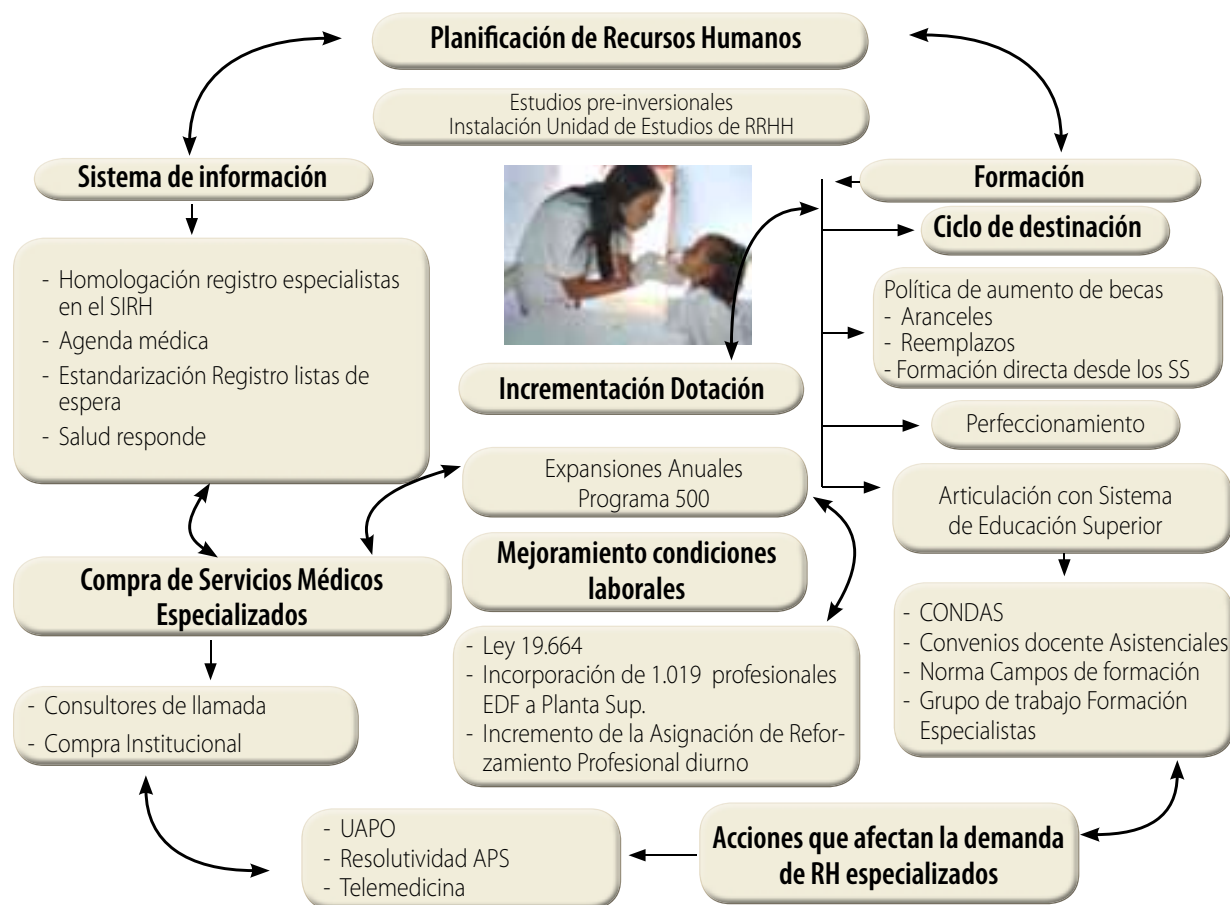 Planificación de Recursos Humanos
Estudios pre-inversionales
Instalación Unidad de Estudios de RRHH
Sistema de información
- Homologación registro especialistas
en el SIRH
- Agenda médica
- Estandarización Registro listas de
espera
- Salud responde
Compra de Servicios Médicos
Especializados
- Consultores de llamada
- Compra Institucional
Incrementación Dotación
Expansiones Anuales
Programa 500
Mejoramiento condiciones
laborales
- Ley 19.664
- Incorporación de 1.019 profesionales
EDF a Planta Sup.
- Incremento de la Asignación de Refor-
zamiento Profesional diurno
Formación
Ciclo de destinación
Política de aumento de becas
- Aranceles
- Reemplazos
- Formación directa desde los SS
Perfeccionamiento
Articulación con Sistema
de Educación Superior
- CONDAS
- Convenios docente Asistenciales
- Norma Campos de formación
- Grupo de trabajo Formación
Especialistas
Acciones que afectan la demanda
de RH especializados
- UAPO
- Resolutividad APS
- Telemedicina